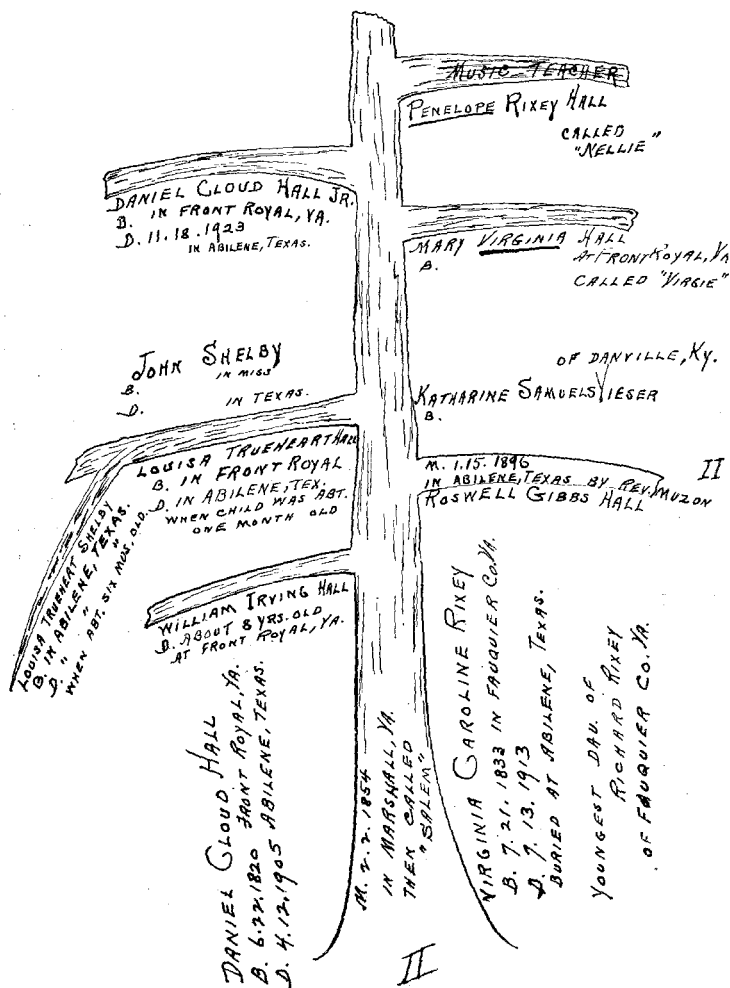 MUSIC TEACHER
PENELOPE RIXEY HALL
CALLED
"NELLIE"
DANIEL CLOUD HALL JR.
B. IN FRONT ROYAL, VA.
D. 11.18.1923
IN ABILENE, TEXAS.
MARY VIRGINIA HALL
B. AT FRONT ROYAL, VA
CALLED "VIRGIE"
JOHN SHELBY
B. IN MISS
D. IN TEXAS.
OF DANVILLE, KY.
KATHARINE SAMUELS VIESER
B.
LOUISA TRUEHEART HALL
B. IN FRONT ROYAL
D. IN ABILENE, TEX.
WHEN CHILD WAS ABT.
ONE MONTH OLD
M. 1.15.1896
IN ABILENE, TEXAS BY REV. MUZON
ROSWELL GIBBS HALL
II
LOUISA TRUEHERT SHELBY
B. IN ABILENE, TEXAS.
D. " " "
WHEN ABT. SIX MOS. OLD.
WILLIAM IRVING HALL
D. ABOUT 8 YRS. OLD
AT FRONT ROYAL, VA.
DANIEL CLOUD HALL
B. 6.22.1820 FRONT ROYAL, VA.
D. 4.12.1905 ABILENE, TEXAS.
M. 2.2.1854
IN MARSHALL, VA.
THEN CALLED
"SALEM"
VIRGINIA CAROLINE RIXEY
B. 7.21.1833 IN FAUQUIER CO. VA.
D. 7.13.1913
BURIED AT ABILENE, TEXAS.
YOUNGEST DAU. OF
RICHARD RIXEY
OF FAUQUIER CO. VA.
II